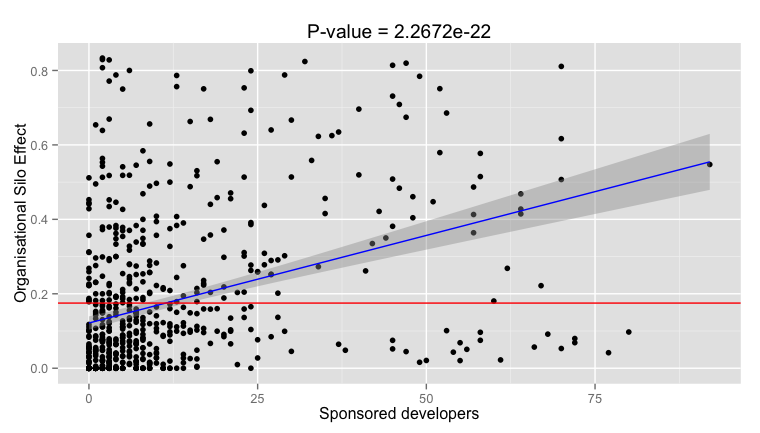 P-value = 2.2672e-22
Organisational Silo Effect
0.8
0.6
0.4
0.2
0.0
0 25 50 75
Sponsored developers